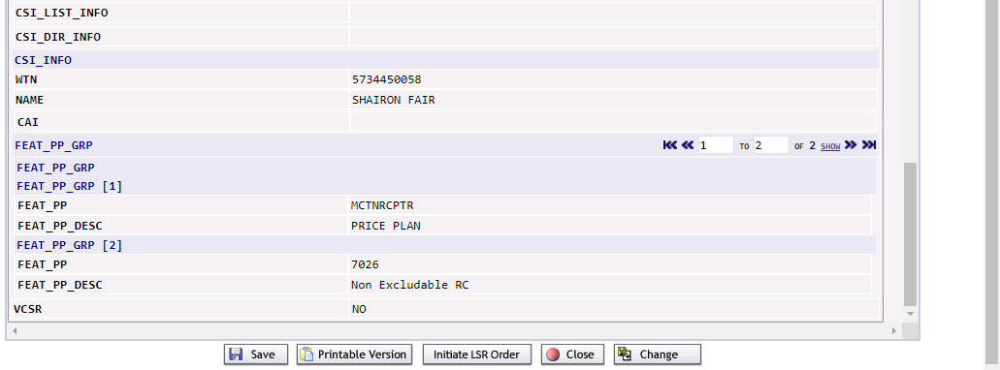 CSI_LIST_INFO
CSI_DIR_INFO
CSI_INFO
WTN 5734450058
NAME SHAIRON FAIR
CAI
FEAT_PP_GRP 1 TO 2 OF 2 SHOW
FEAT_PP_GRP
FEAT_PP_GRP [1]
FEAT_PP MCTNRCPTR
FEAT_PP_DESC PRICE PLAN
FEAT_PP_GRP [2]
FEAT_PP 7026
FEAT_PP_DESC Non Excludable RC
VCSR NO
Save Printable Version Initiate LSR Order Close Change